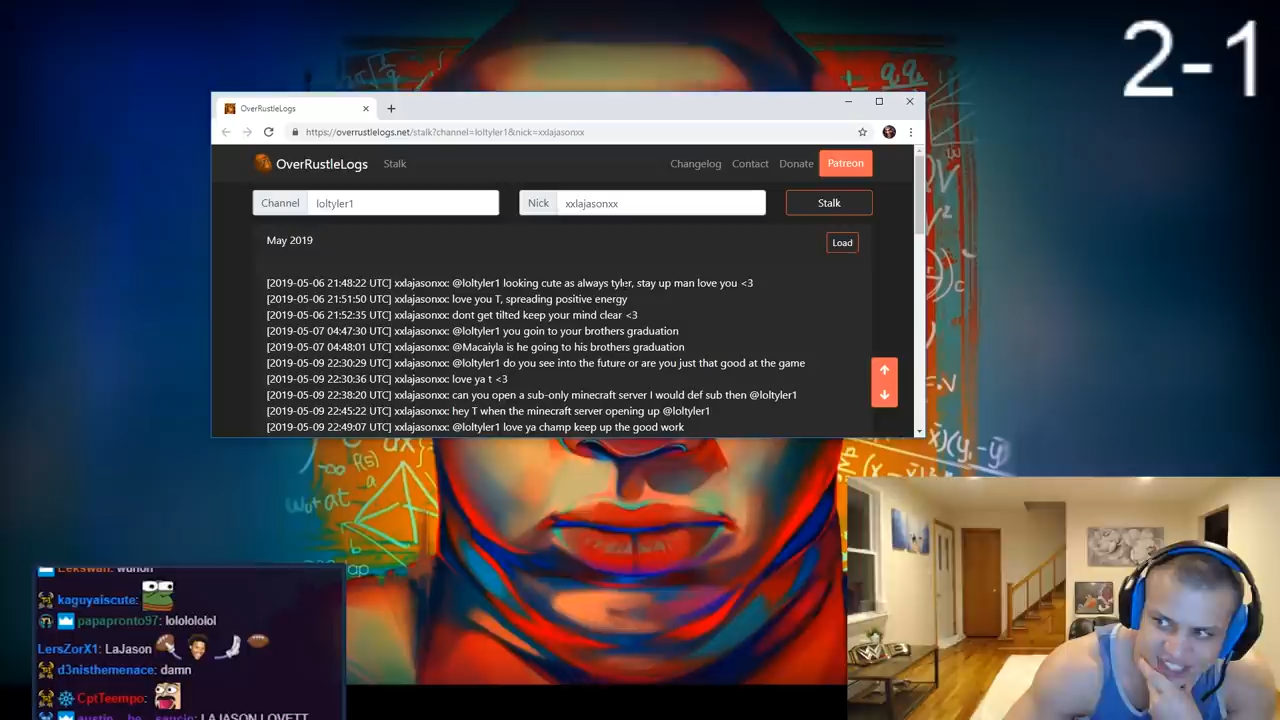 2-1
OverRustleLogs
https://overrustlelogs.net/stalk?channel=loltyler1&nick=xxlajasonxx
OverRustleLogs Stalk Changelog Contact Donate Patreon
Channel loltyler1 Nick xxlajasonxx Stalk
May 2019 Load
[2019-05-06 21:48:22 UTC] xxlajasonxx: @loltyler1 looking cute as always tyler, stay up man love you <3
[2019-05-06 21:51:50 UTC] xxlajasonxx: love you T, spreading positive energy
[2019-05-06 21:52:35 UTC] xxlajasonxx: dont get tilted keep your mind clear <3
[2019-05-07 04:47:30 UTC] xxlajasonxx: @loltyler1 you goin to your brothers graduation
[2019-05-07 04:48:01 UTC] xxlajasonxx: @Macaiyla is he going to his brothers graduation
[2019-05-09 22:30:29 UTC] xxlajasonxx: @loltyler1 do you see into the future or are you just that good at the game
[2019-05-09 22:30:36 UTC] xxlajasonxx: love ya t <3
[2019-05-09 22:38:20 UTC] xxlajasonxx: can you open a sub-only minecraft server I would def sub then @loltyler1
[2019-05-09 22:45:22 UTC] xxlajasonxx: hey T when the minecraft server opening up @loltyler1
[2019-05-09 22:49:07 UTC] xxlajasonxx: @loltyler1 love ya champ keep up the good work
kaguyaiscute:
papapronto97: lolololol
LersZorX1: LaJason
d3nisthemenace: damn
CptTeempo:
LAJASON LOVETT